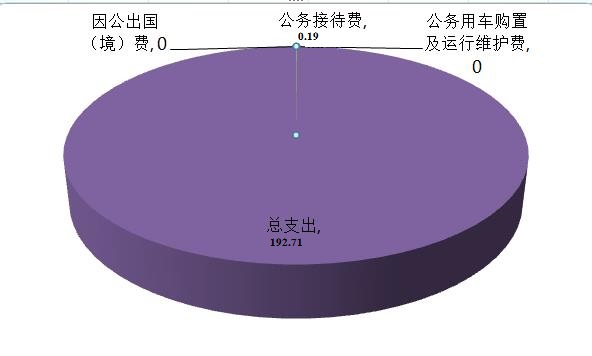 因公出国
（境）费,0
公务接待费,
0.19
公务用车购置
及运行维护费,
0
总支出,
192.71